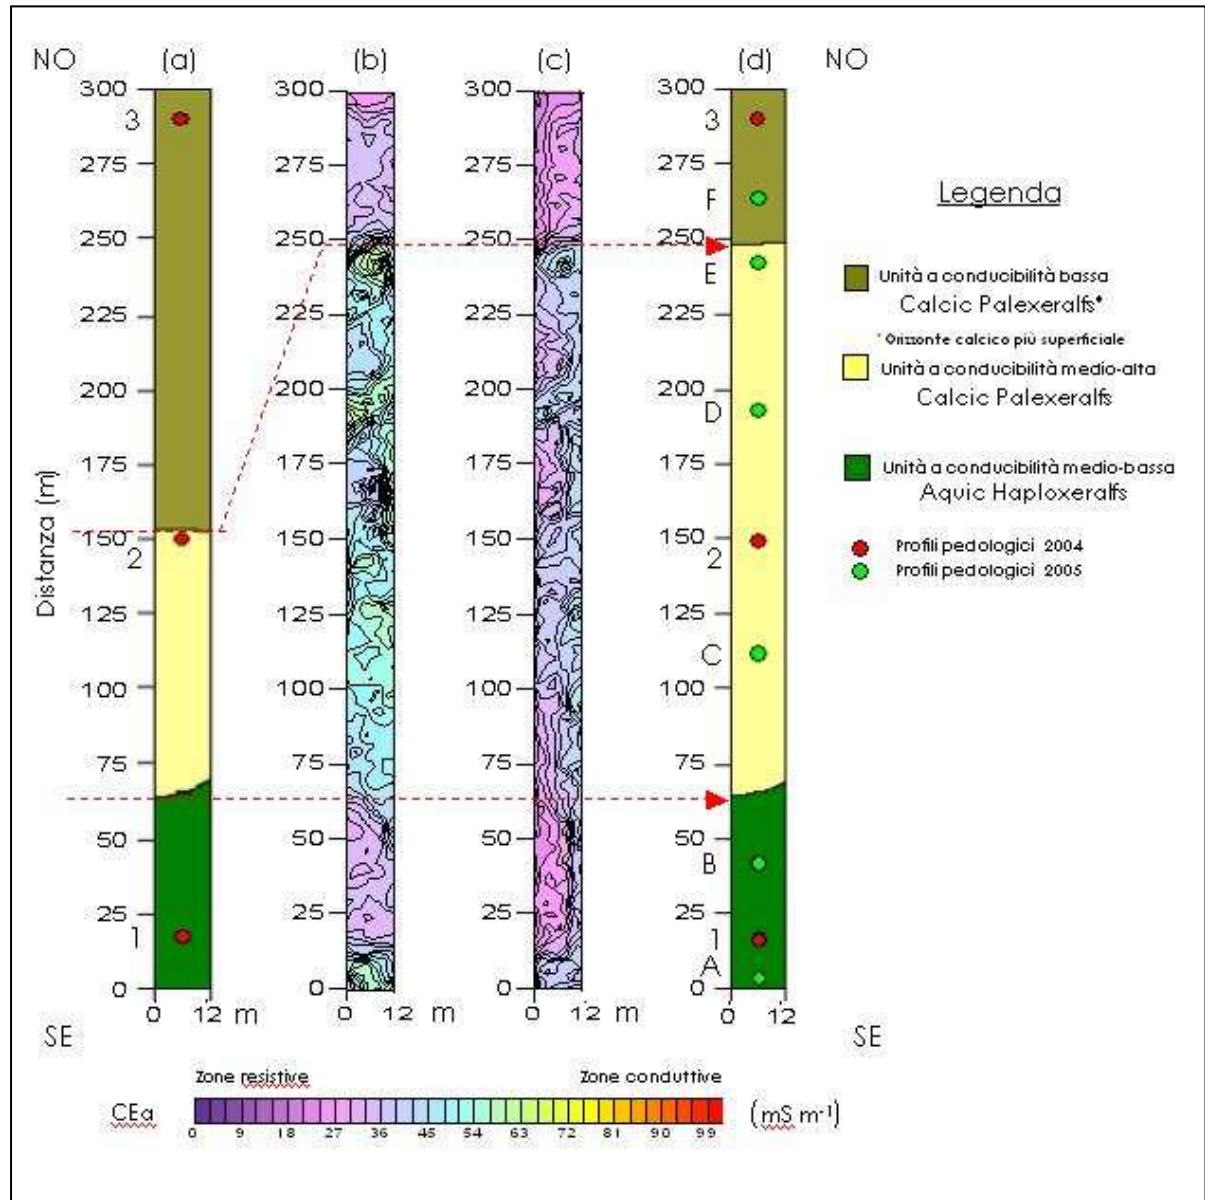 NO (a) (b) (c) (d) NO
300 300 300 300
3 3
275 275 275 275
F
Legenda
250 250 250 250
E
Unità a conducibilità bassa
Calcic Palexeralfs*
225 225 225 225
* Orizzonte calcico più superficiale
Unità a conducibilità medio-alta
Calcic Palexeralfs
200 200 200 200
D
175 175 175 175
Unità a conducibilità medio-bassa
Aquic Haploxeralfs
Distanza (m)
150 150 150 150
2 2
Profili pedologici 2004
Profili pedologici 2005
125 125 125 125
C
100 100 100 100
75 75 75 75
50 50 50 50
B
25 25 25 25
1 1
A
0 0 0 0
0 12 m 0 12 m 0 12 m 0 12
SE SE
Zone resistive Zone conduttive
CEa (mS m-1)
0 9 18 27 36 45 54 63 72 81 90 99